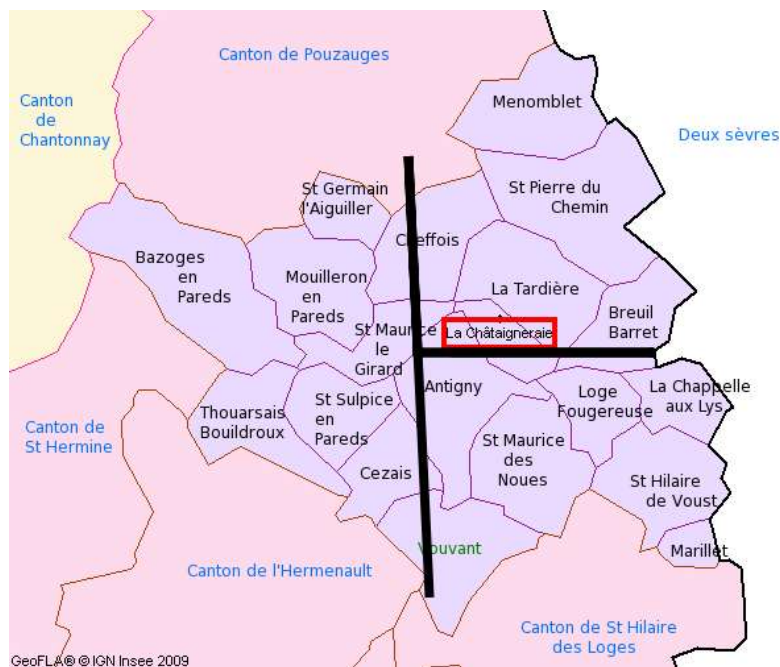 Canton de Pouzauges
Canton
de
Chantonnay
Menomblet
Deux sèvres
St Germain
l'Aiguiller
St Pierre du
Chemin
Cheffois
Bazoges
en
Pareds
Mouilleron
en
Pareds
La Tardière
Breuil
Barret
St Maurice
le
Girard
La Châtaigneraie
Antigny
Loge
Fougereuse
La Chappelle
aux Lys
Thouarsais
Bouildroux
St Sulpice
en
Pareds
Canton de
St Hermine
St Maurice
des
Noues
Cezais
St Hilaire
de Voust
Vouvant
Marillet
Canton de l'Hermenault
Canton de St Hilaire
des Loges
GeoFLA® © IGN Insee 2009